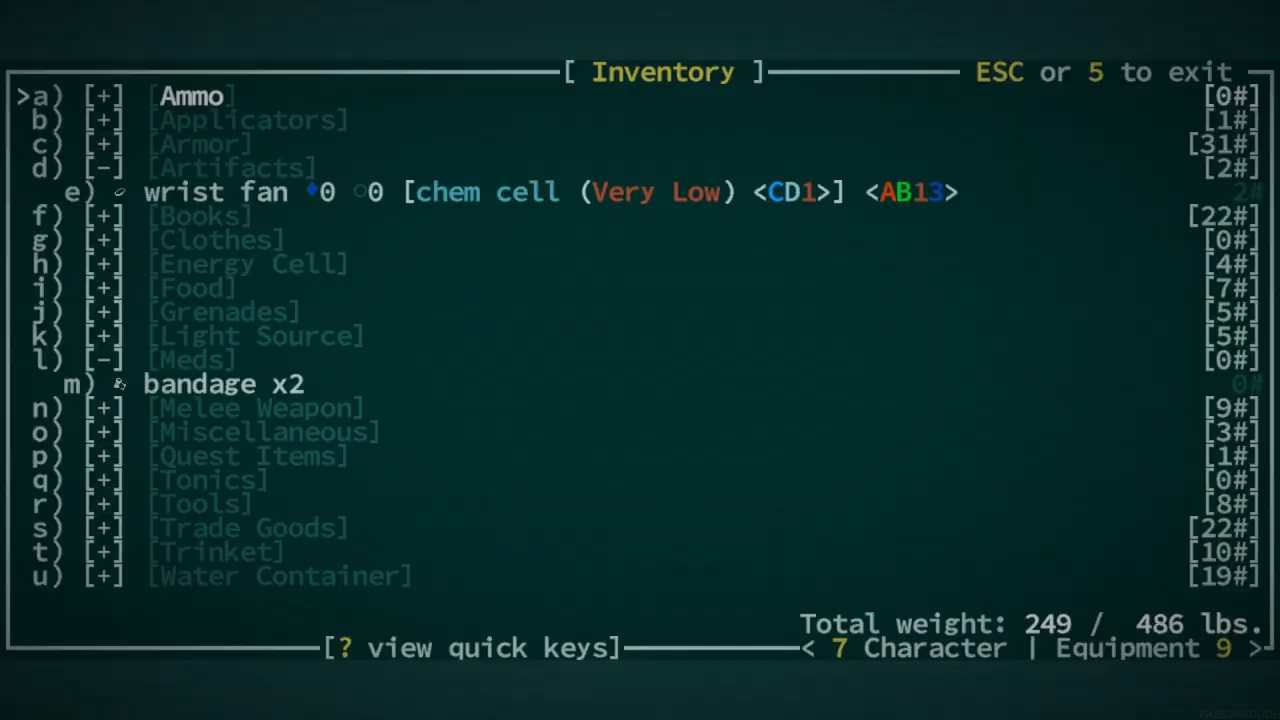 [ Inventory ] ESC or 5 to exit
>a) [+] [Ammo] [0#]
b) [+] [Applicators] [1#]
c) [+] [Armor] [31#]
d) [-] [Artifacts] [2#]
e) wrist fan ♦0 ○0 [chem cell (Very Low) <CD1>] <AB13> 2#
f) [+] [Books] [22#]
g) [+] [Clothes] [0#]
h) [+] [Energy Cell] [4#]
i) [+] [Food] [7#]
j) [+] [Grenades] [5#]
k) [+] [Light Source] [5#]
l) [-] [Meds] [0#]
m) bandage x2 0#
n) [+] [Melee Weapon] [9#]
o) [+] [Miscellaneous] [3#]
p) [+] [Quest Items] [1#]
q) [+] [Tonics] [0#]
r) [+] [Tools] [8#]
s) [+] [Trade Goods] [22#]
t) [+] [Trinket] [10#]
u) [+] [Water Container] [19#]
Total weight: 249 / 486 lbs.
[? view quick keys] < 7 Character | Equipment 9 >